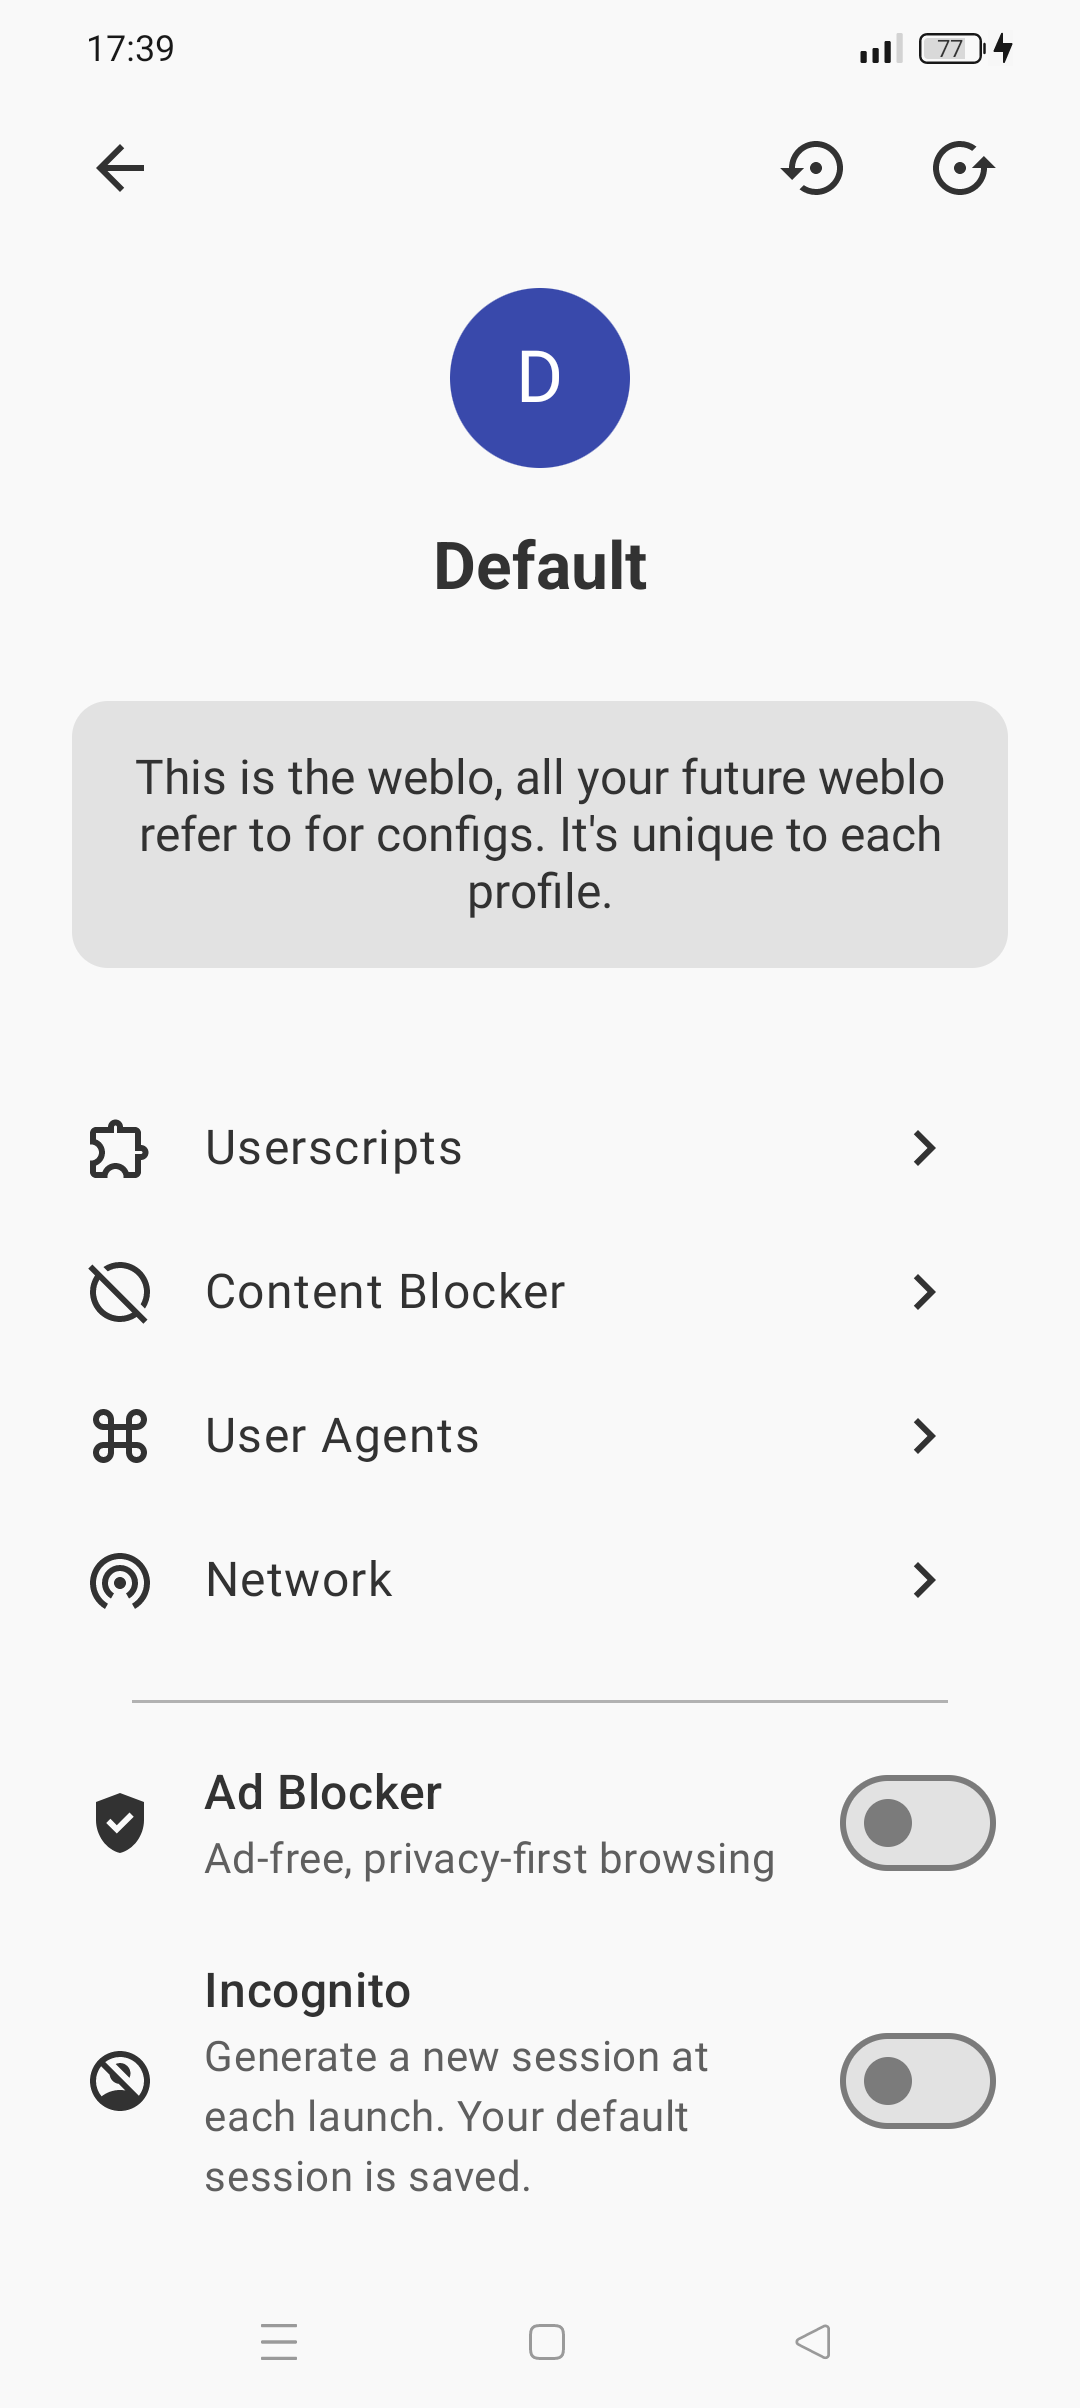 17:39
77
D
Default
This is the weblo, all your future weblo
refer to for configs. It's unique to each
profile.
Userscripts
Content Blocker
User Agents
Network
Ad Blocker
Ad-free, privacy-first browsing
Incognito
Generate a new session at
each launch. Your default
session is saved.